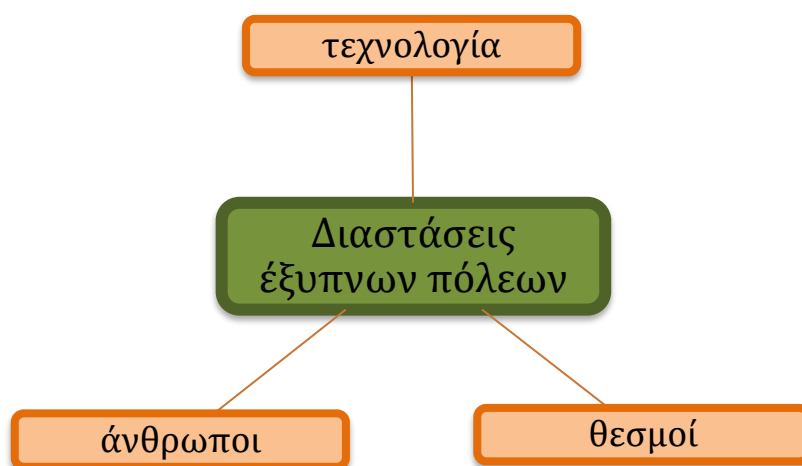 τεχνολογία
Διαστάσεις
έξυπνων πόλεων
άνθρωποι
θεσμοί